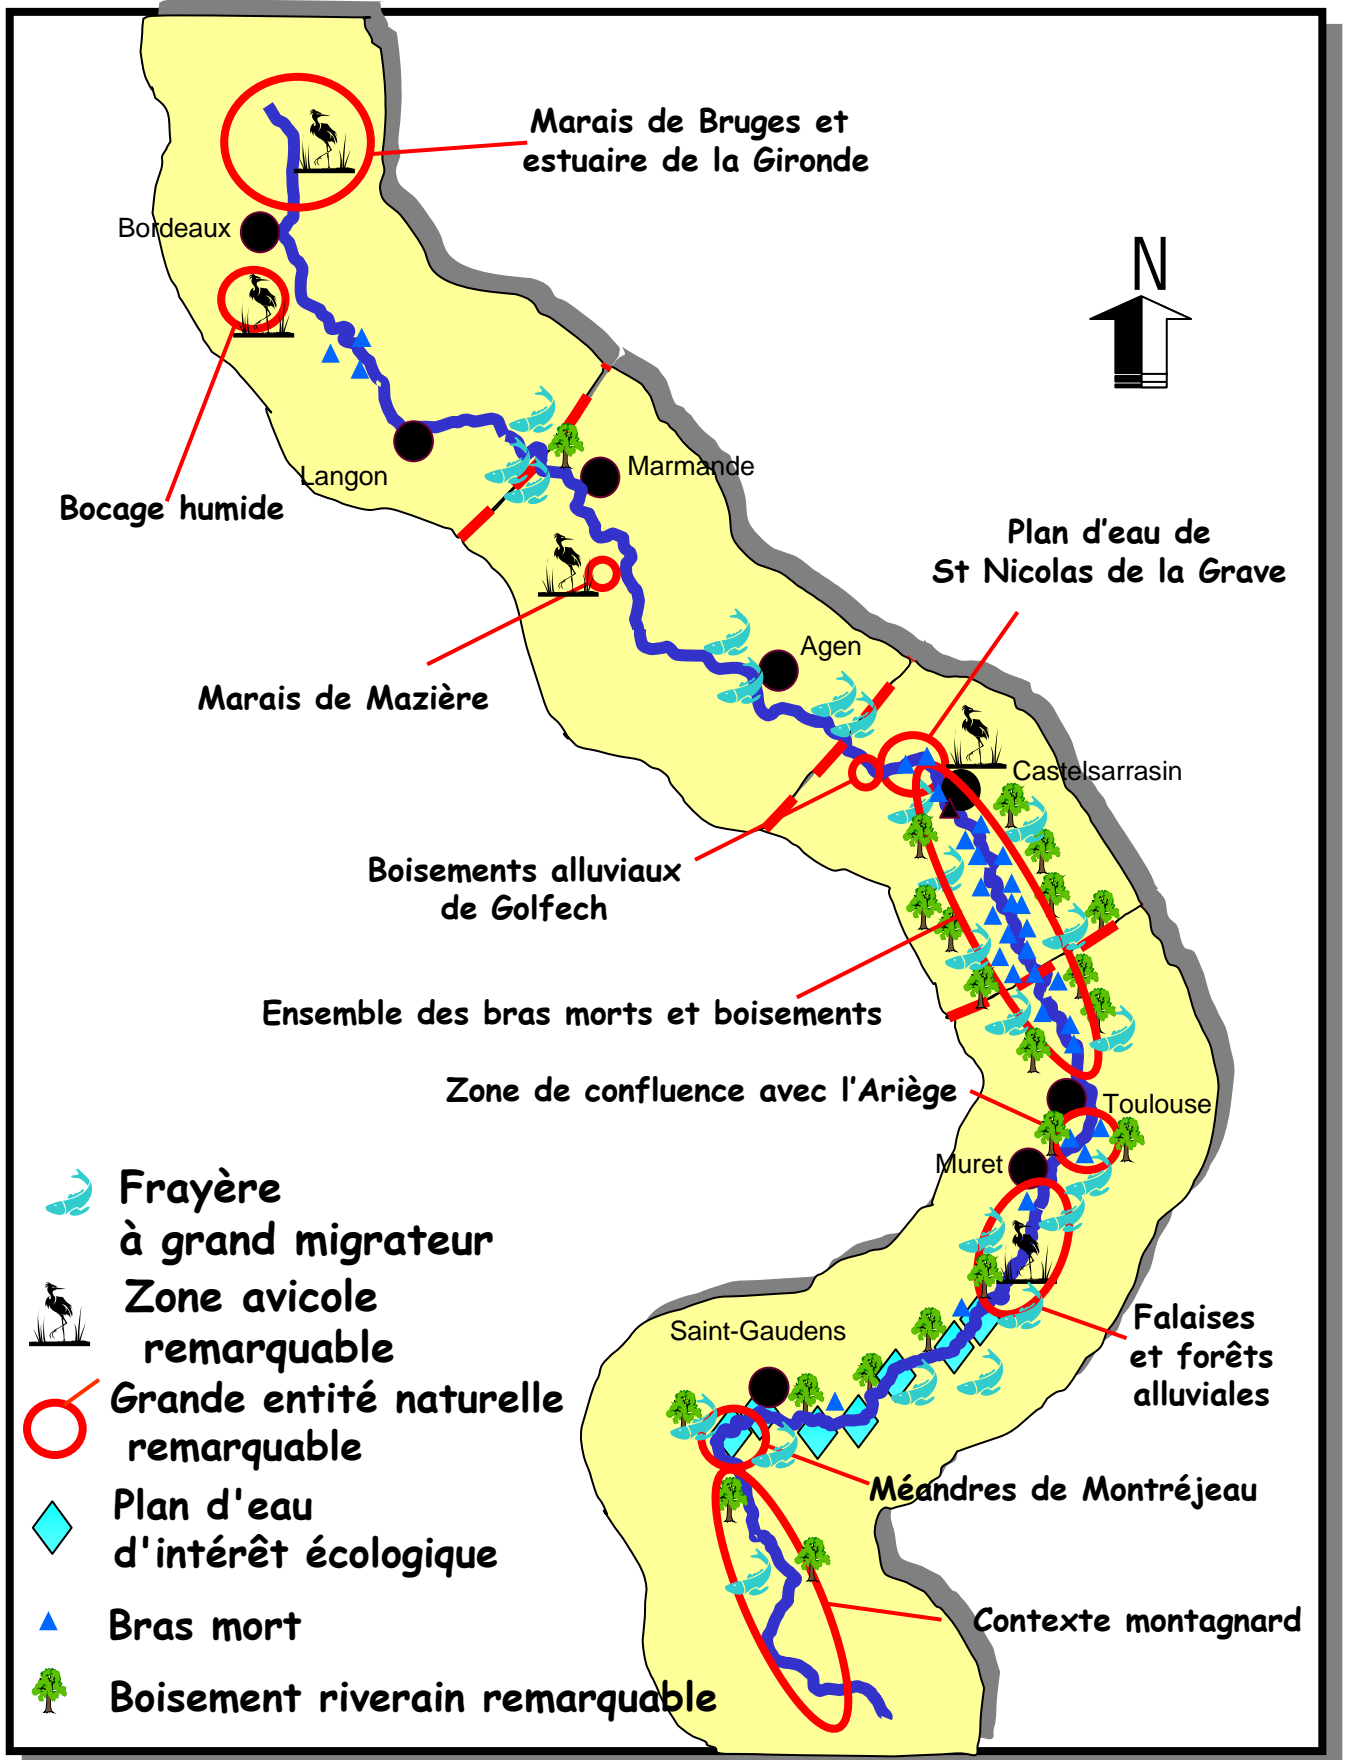 Marais de Bruges et
estuaire de la Gironde
Bordeaux
N
Langon
Marmande
Bocage humide
Plan d’eau de
St Nicolas de la Grave
Agen
Marais de Mazière
Castelsarrasin
Boisements alluviaux
de Golfech
Ensemble des bras morts et boisements
Zone de confluence avec l’Ariège
Toulouse
Muret
Falaises
et forêts
alluviales
Saint-Gaudens
Méandres de Montréjeau
Contexte montagnard
Frayère
à grand migrateur
Zone avicole
remarquable
Grande entité naturelle
remarquable
Plan d'eau
d'intérêt écologique
Bras mort
Boisement riverain remarquable